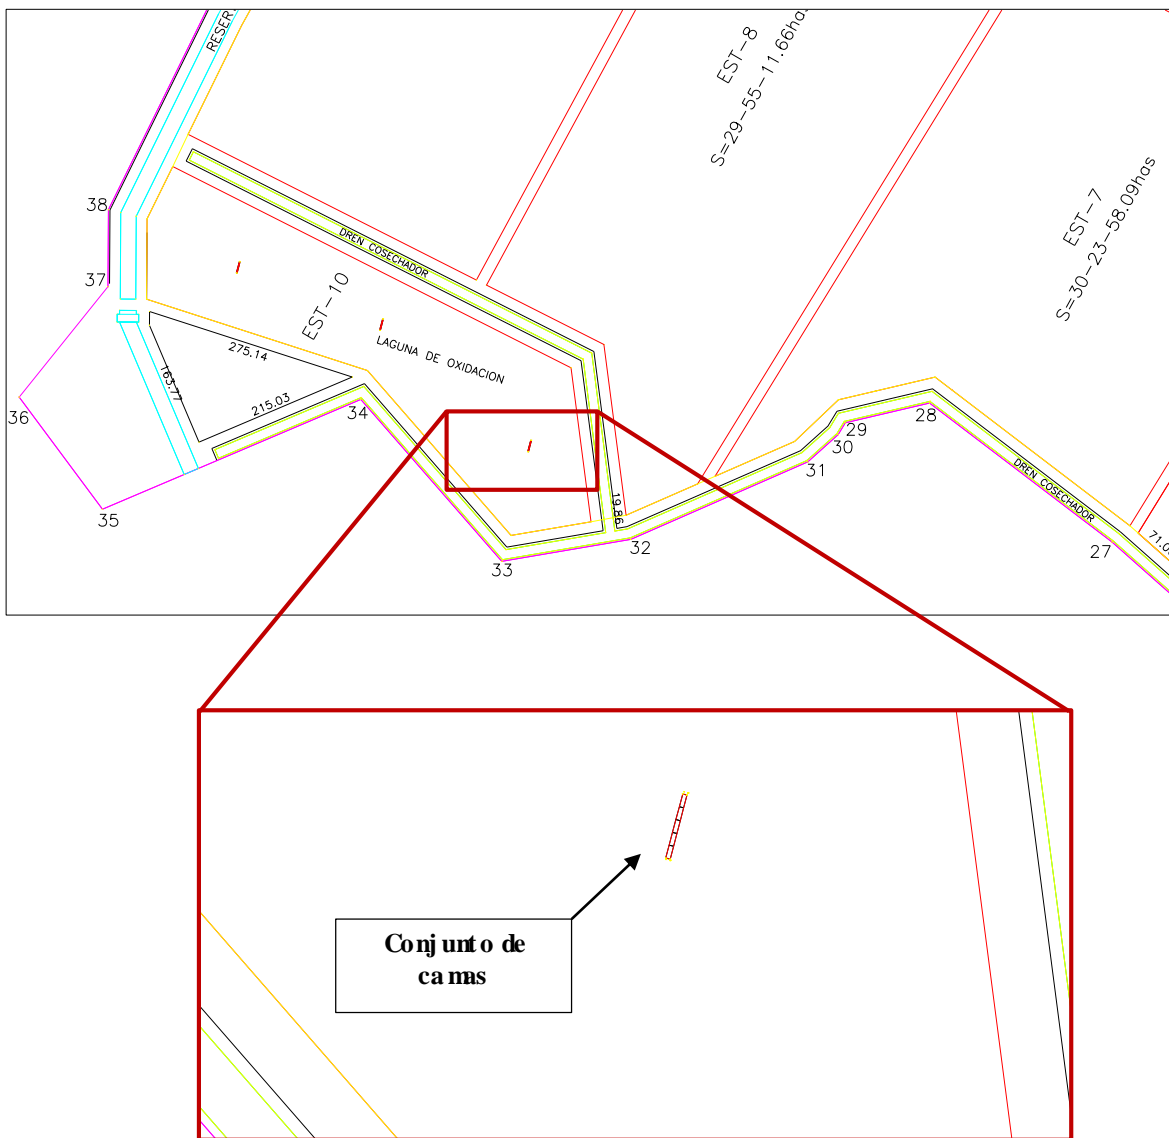 RESER
EST-8
S=29-55-11.66has
EST-7
S=30-23-58.09has
38
DREN COSECHADOR
37
EST-10
LAGUNA DE OXIDACION
275.14
163.77
215.03
36
34
28
29
30
31
DREN COSECHADOR
35
19.86
32
33
27
71.0
Conjunto de
camas